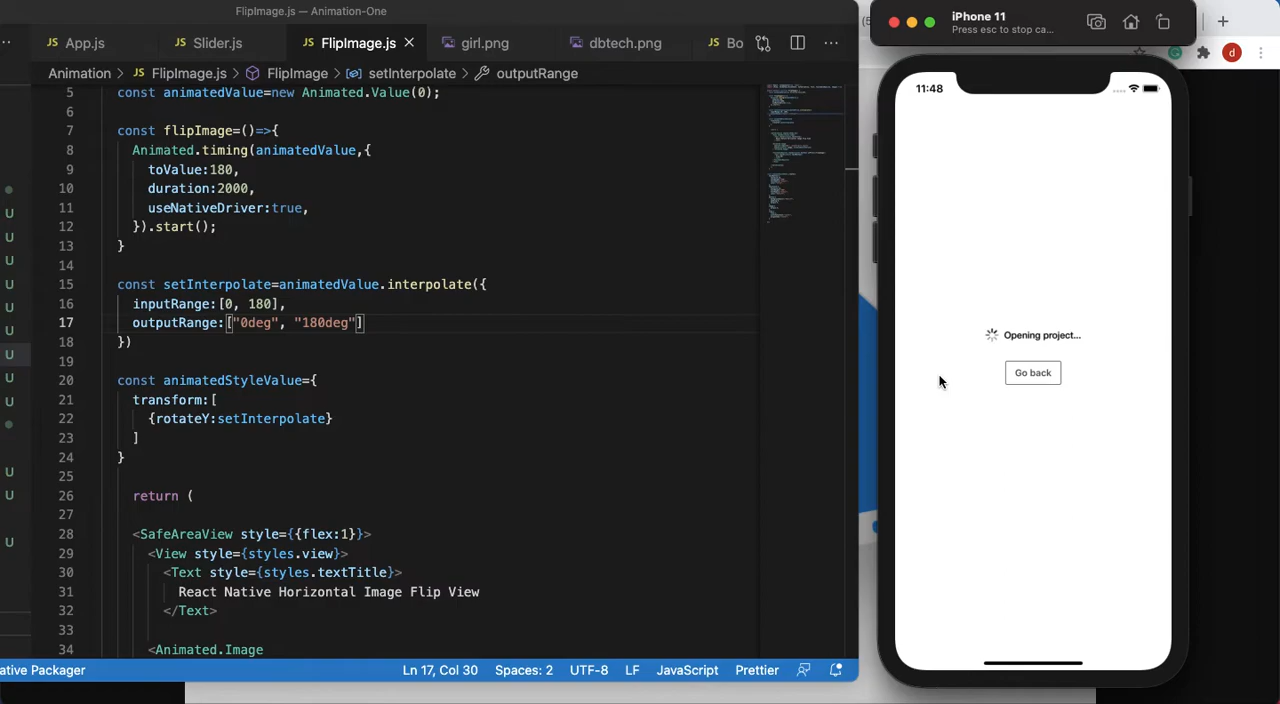 FlipImage.js — Animation-One
JS App.js
JS Slider.js
JS FlipImage.js
girl.png
dbtech.png
JS Bo
Animation > JS FlipImage.js > FlipImage > setInterpolate > outputRange
5 const animatedValue=new Animated.Value(0);
6
7 const flipImage=()=>{
8 Animated.timing(animatedValue,{
9 toValue:180,
10 duration:2000,
11 useNativeDriver:true,
12 }).start();
13 }
14
15 const setInterpolate=animatedValue.interpolate({
16 inputRange:[0, 180],
17 outputRange:["0deg", "180deg"]
18 })
19
20 const animatedStyleValue={
21 transform:[
22 {rotateY:setInterpolate}
23 ]
24 }
25
26 return (
27
28 <SafeAreaView style={{flex:1}}>
29 <View style={styles.view}>
30 <Text style={styles.textTitle}>
31 React Native Horizontal Image Flip View
32 </Text>
33
34 <Animated.Image
U
U
U
U
U
U
U
U
U
U
U
U
ative Packager
Ln 17, Col 30
Spaces: 2
UTF-8
LF
JavaScript
Prettier
iPhone 11
Press esc to stop ca...
d
11:48
Opening project...
Go back